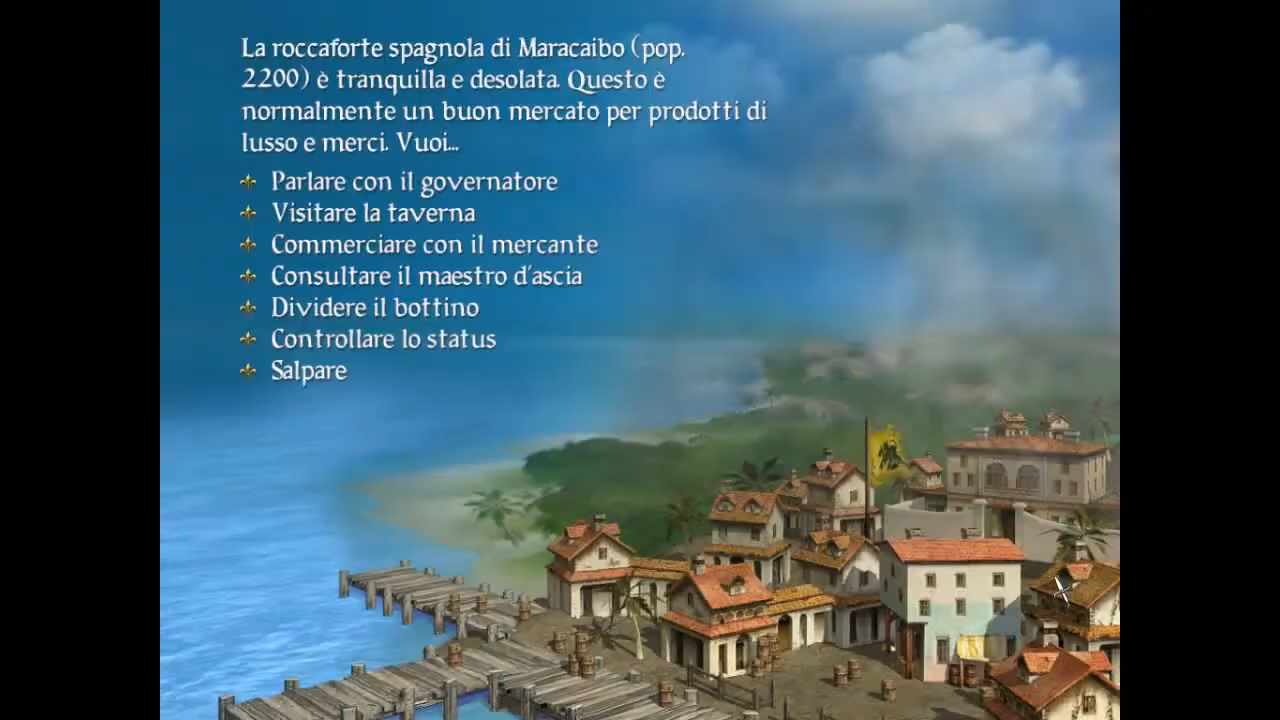 La roccaforte spagnola di Maracaibo (pop.
2200) è tranquilla e desolata. Questo è
normalmente un buon mercato per prodotti di
lusso e merci. Vuoi...
Parlare con il governatore
Visitare la taverna
Commerciare con il mercante
Consultare il maestro d'ascia
Dividere il bottino
Controllare lo status
Salpare